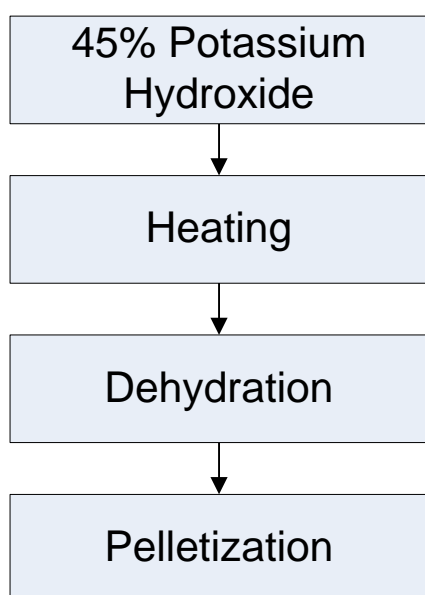 45% Potassium
Hydroxide
Heating
Dehydration
Pelletization